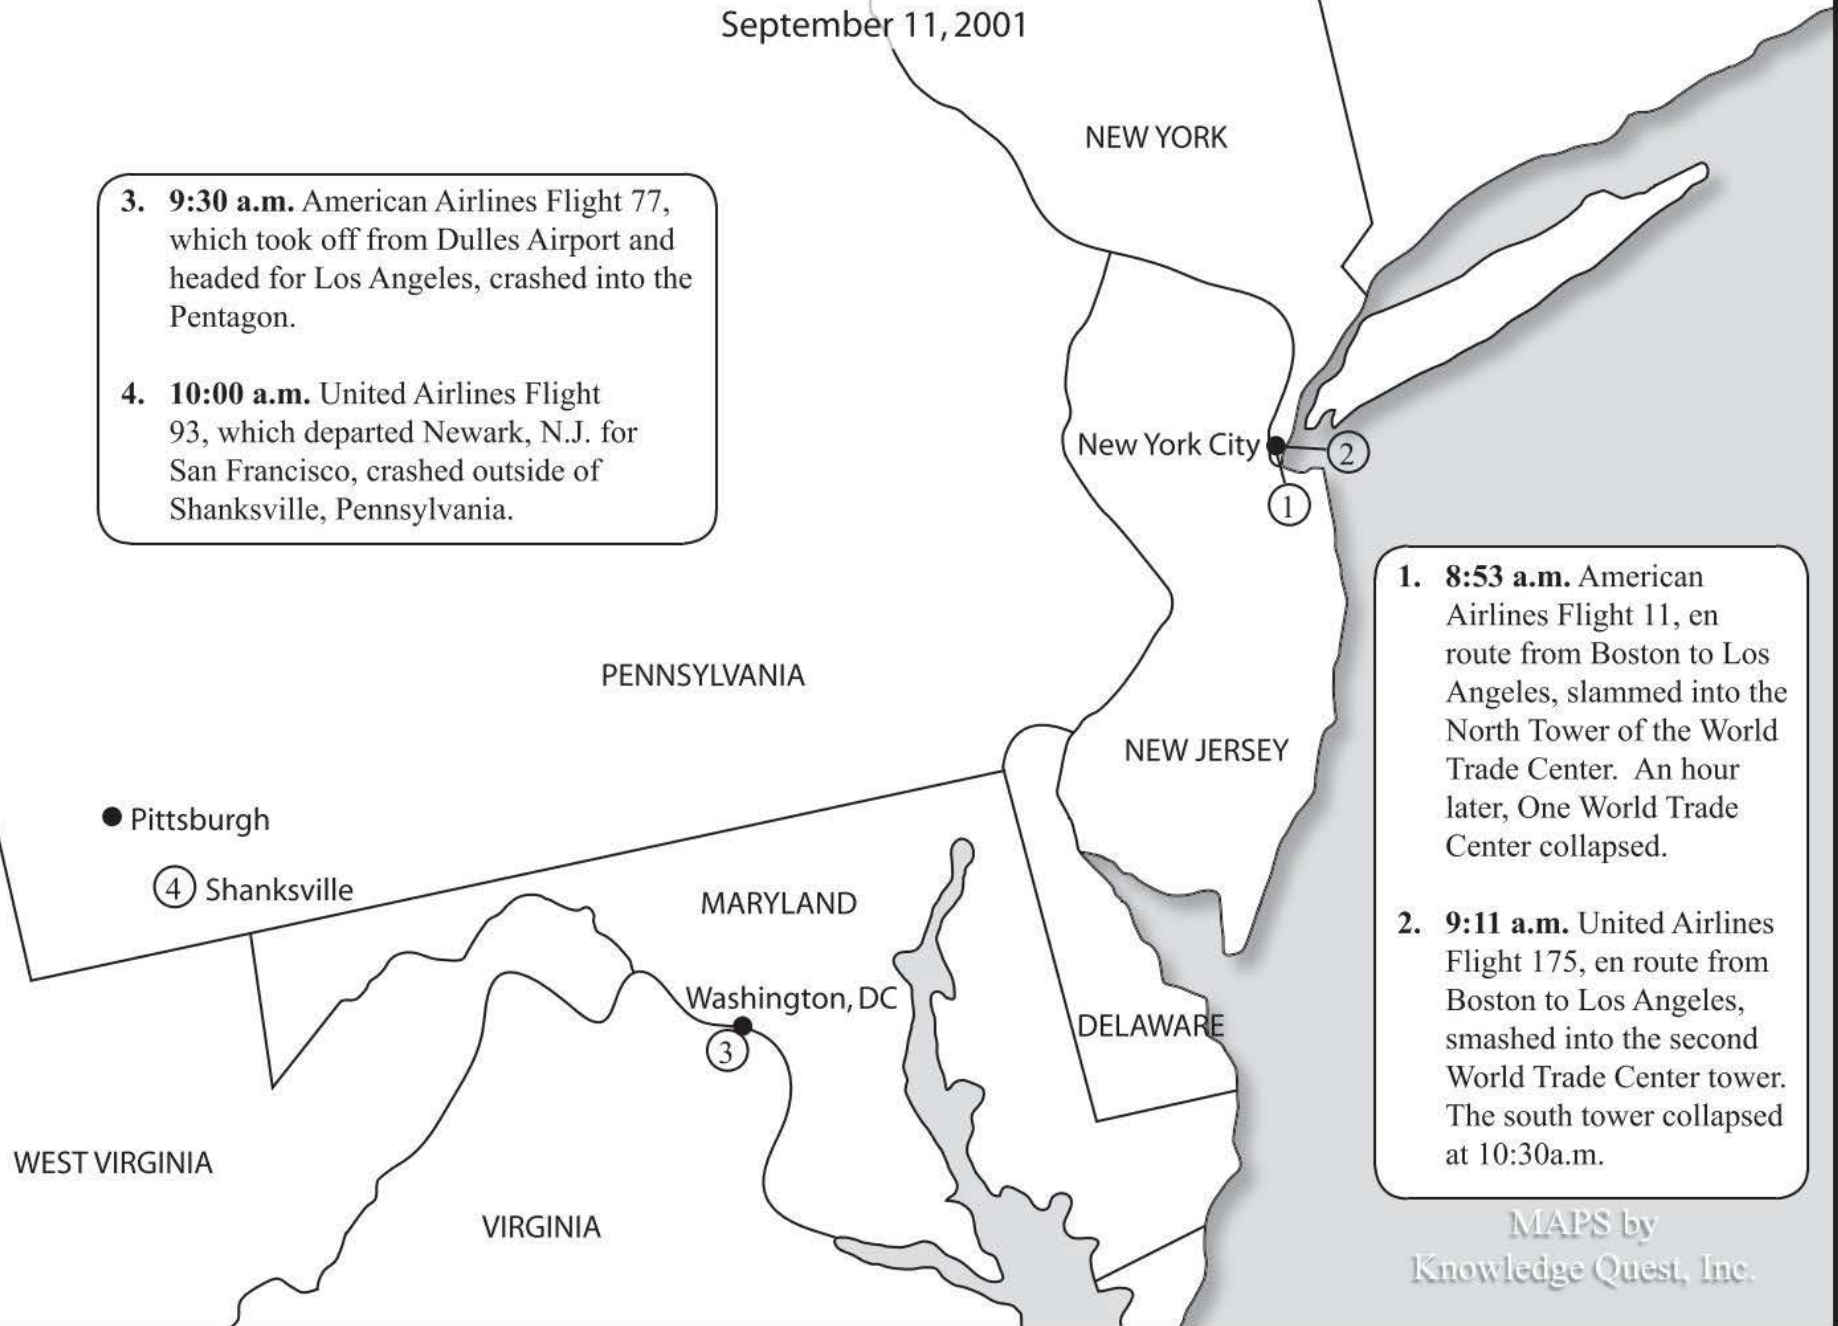 September 11, 2001
NEW YORK
3. 9:30 a.m. American Airlines Flight 77,
which took off from Dulles Airport and
headed for Los Angeles, crashed into the
Pentagon.
4. 10:00 a.m. United Airlines Flight
93, which departed Newark, N.J. for
San Francisco, crashed outside of
Shanksville, Pennsylvania.
New York City
2
1
1. 8:53 a.m. American
Airlines Flight 11, en
route from Boston to Los
Angeles, slammed into the
North Tower of the World
Trade Center. An hour
later, One World Trade
Center collapsed.
2. 9:11 a.m. United Airlines
Flight 175, en route from
Boston to Los Angeles,
smashed into the second
World Trade Center tower.
The south tower collapsed
at 10:30a.m.
PENNSYLVANIA
NEW JERSEY
Pittsburgh
4 Shanksville
MARYLAND
Washington, DC
3
DELAWARE
WEST VIRGINIA
VIRGINIA
MAPS by
Knowledge Quest, Inc.